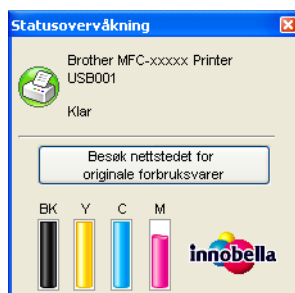 Statusovervåkning
Brother MFC-xxxxx Printer
USB001
Klar
Besøk nettstedet for
originale forbruksvarer
BK Y C M
innobella